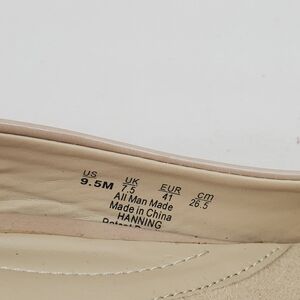 US UK EUR cm
9.5M 7.5 41 26.5
All Man Made
Made in China
HANNING